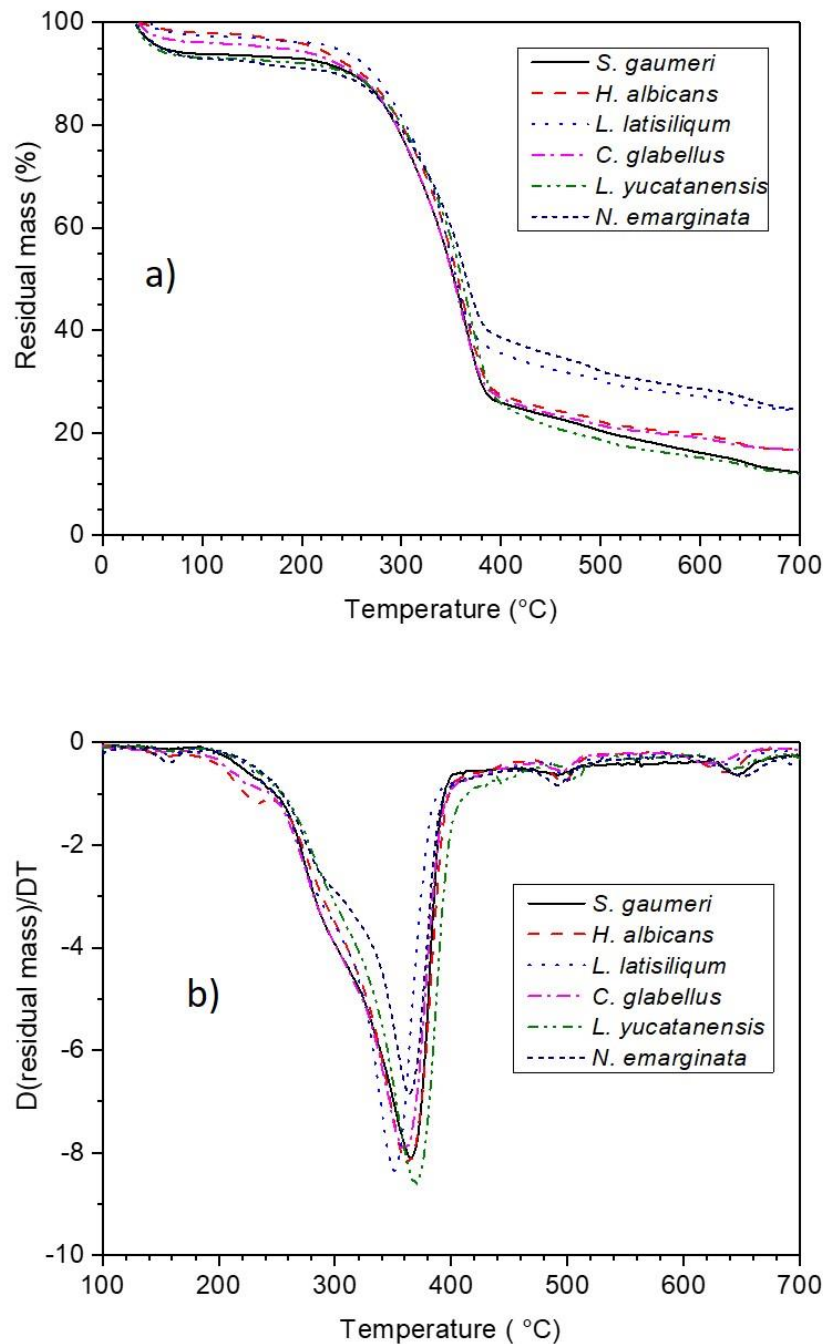 100
80
60
40
20
0
Residual mass (%)
a)
S. gaumeri
H. albicans
L. latisiliqum
C. glabellus
L. yucatanensis
N. emarginata
0 100 200 300 400 500 600 700
Temperature (°C)
0
-2
-4
-6
-8
-10
D(residual mass)/DT
b)
S. gaumeri
H. albicans
L. latisiliqum
C. glabellus
L. yucatanensis
N. emarginata
100 200 300 400 500 600 700
Temperature ( °C)